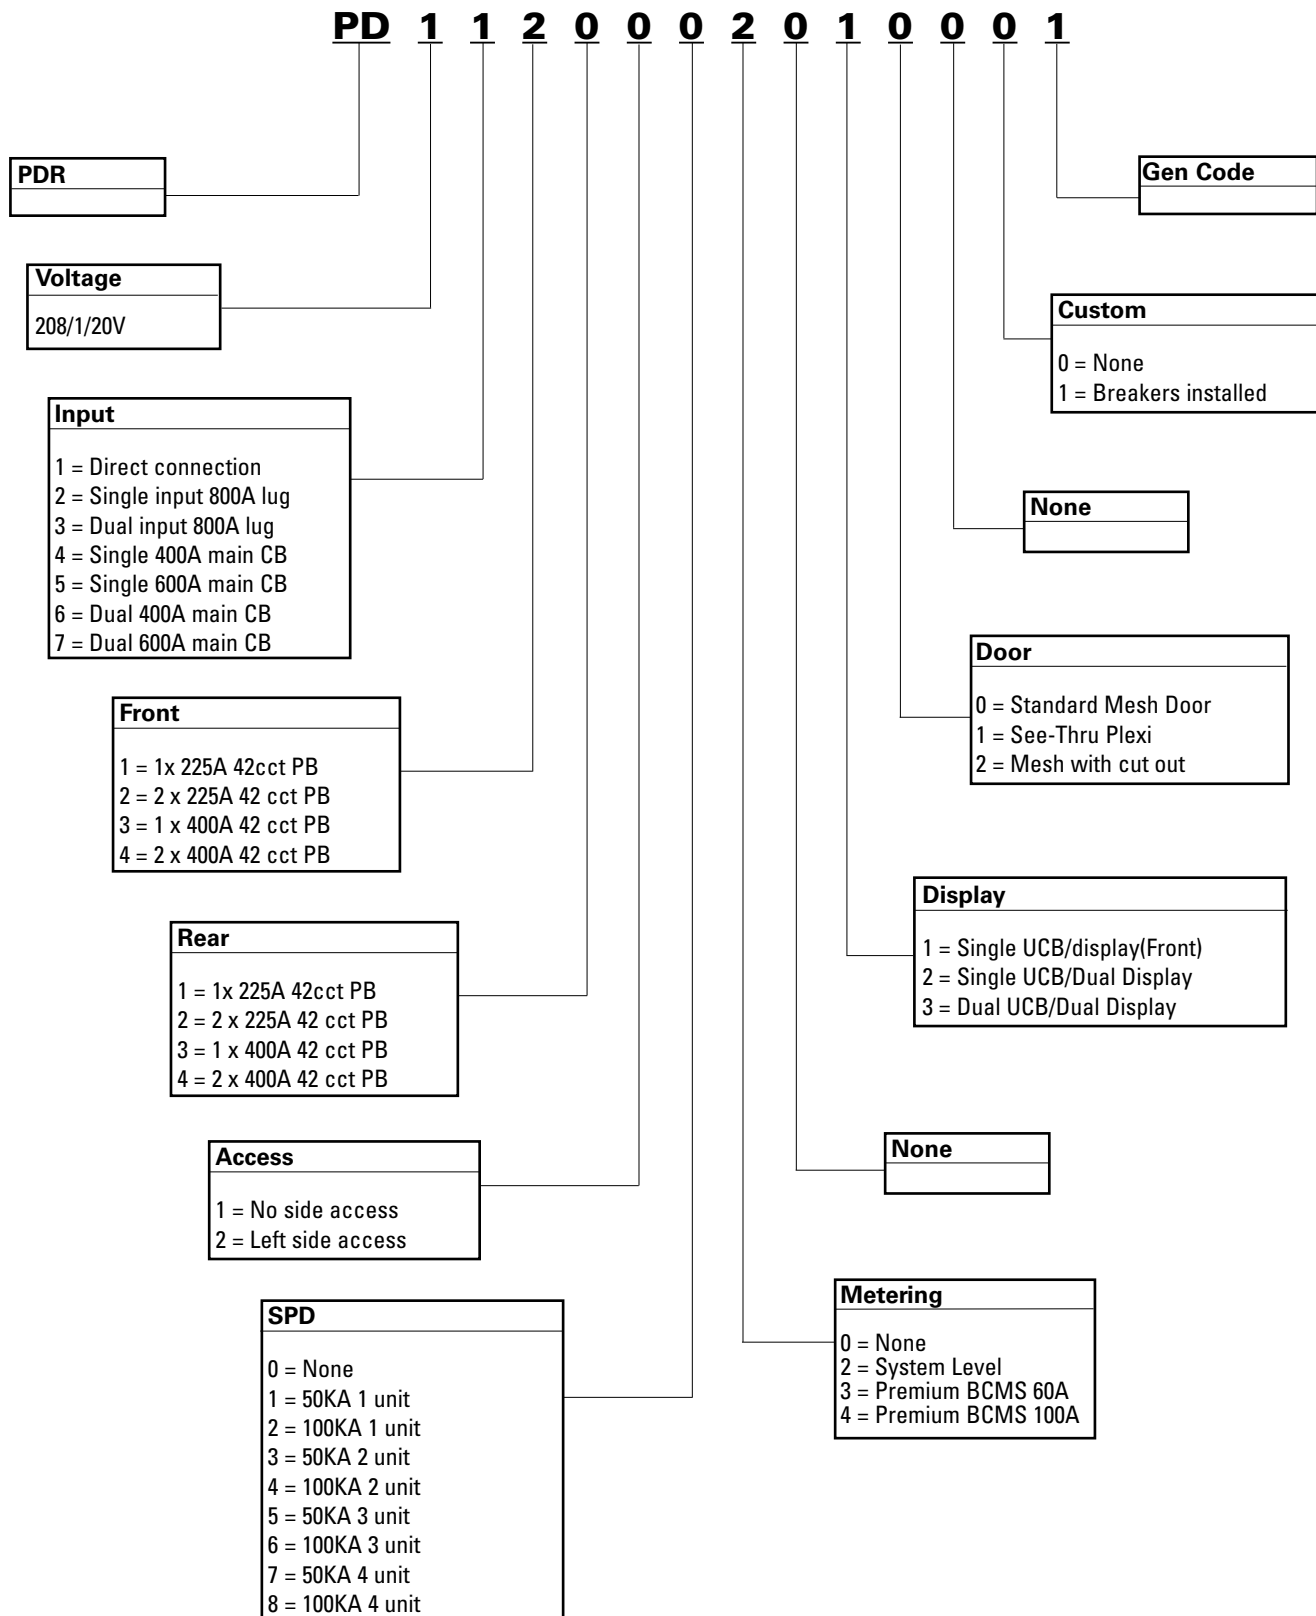 PD 1 1 2 0 0 0 2 0 1 0 0 0 1
PDR
Gen Code
Voltage
208/1/20V
Custom
0 = None
1 = Breakers installed
Input
1 = Direct connection
2 = Single input 800A lug
3 = Dual input 800A lug
4 = Single 400A main CB
5 = Single 600A main CB
6 = Dual 400A main CB
7 = Dual 600A main CB
None
Door
0 = Standard Mesh Door
1 = See-Thru Plexi
2 = Mesh with cut out
Front
1 = 1x 225A 42cct PB
2 = 2 x 225A 42 cct PB
3 = 1 x 400A 42 cct PB
4 = 2 x 400A 42 cct PB
Display
1 = Single UCB/display(Front)
2 = Single UCB/Dual Display
3 = Dual UCB/Dual Display
Rear
1 = 1x 225A 42cct PB
2 = 2 x 225A 42 cct PB
3 = 1 x 400A 42 cct PB
4 = 2 x 400A 42 cct PB
None
Access
1 = No side access
2 = Left side access
Metering
0 = None
2 = System Level
3 = Premium BCMS 60A
4 = Premium BCMS 100A
SPD
0 = None
1 = 50KA 1 unit
2 = 100KA 1 unit
3 = 50KA 2 unit
4 = 100KA 2 unit
5 = 50KA 3 unit
6 = 100KA 3 unit
7 = 50KA 4 unit
8 = 100KA 4 unit